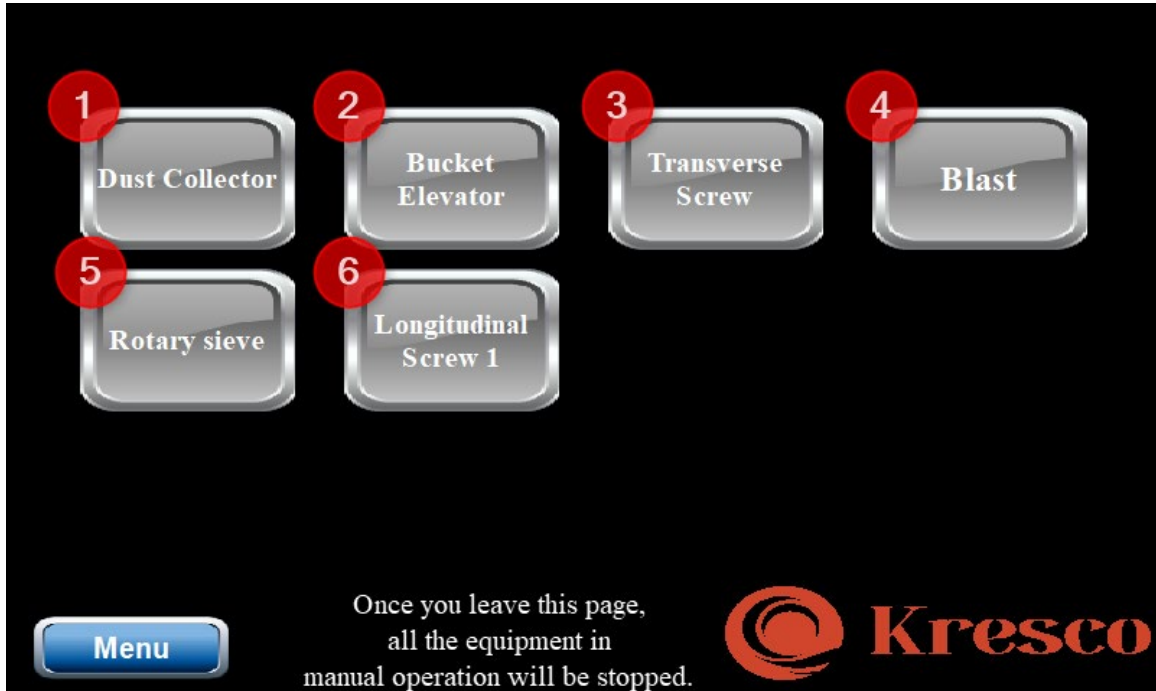 1
Dust Collector
2
Bucket
Elevator
3
Transverse
Screw
4
Blast
5
Rotary sieve
6
Longitudinal
Screw 1
Menu
Once you leave this page,
all the equipment in
manual operation will be stopped.
Kresco